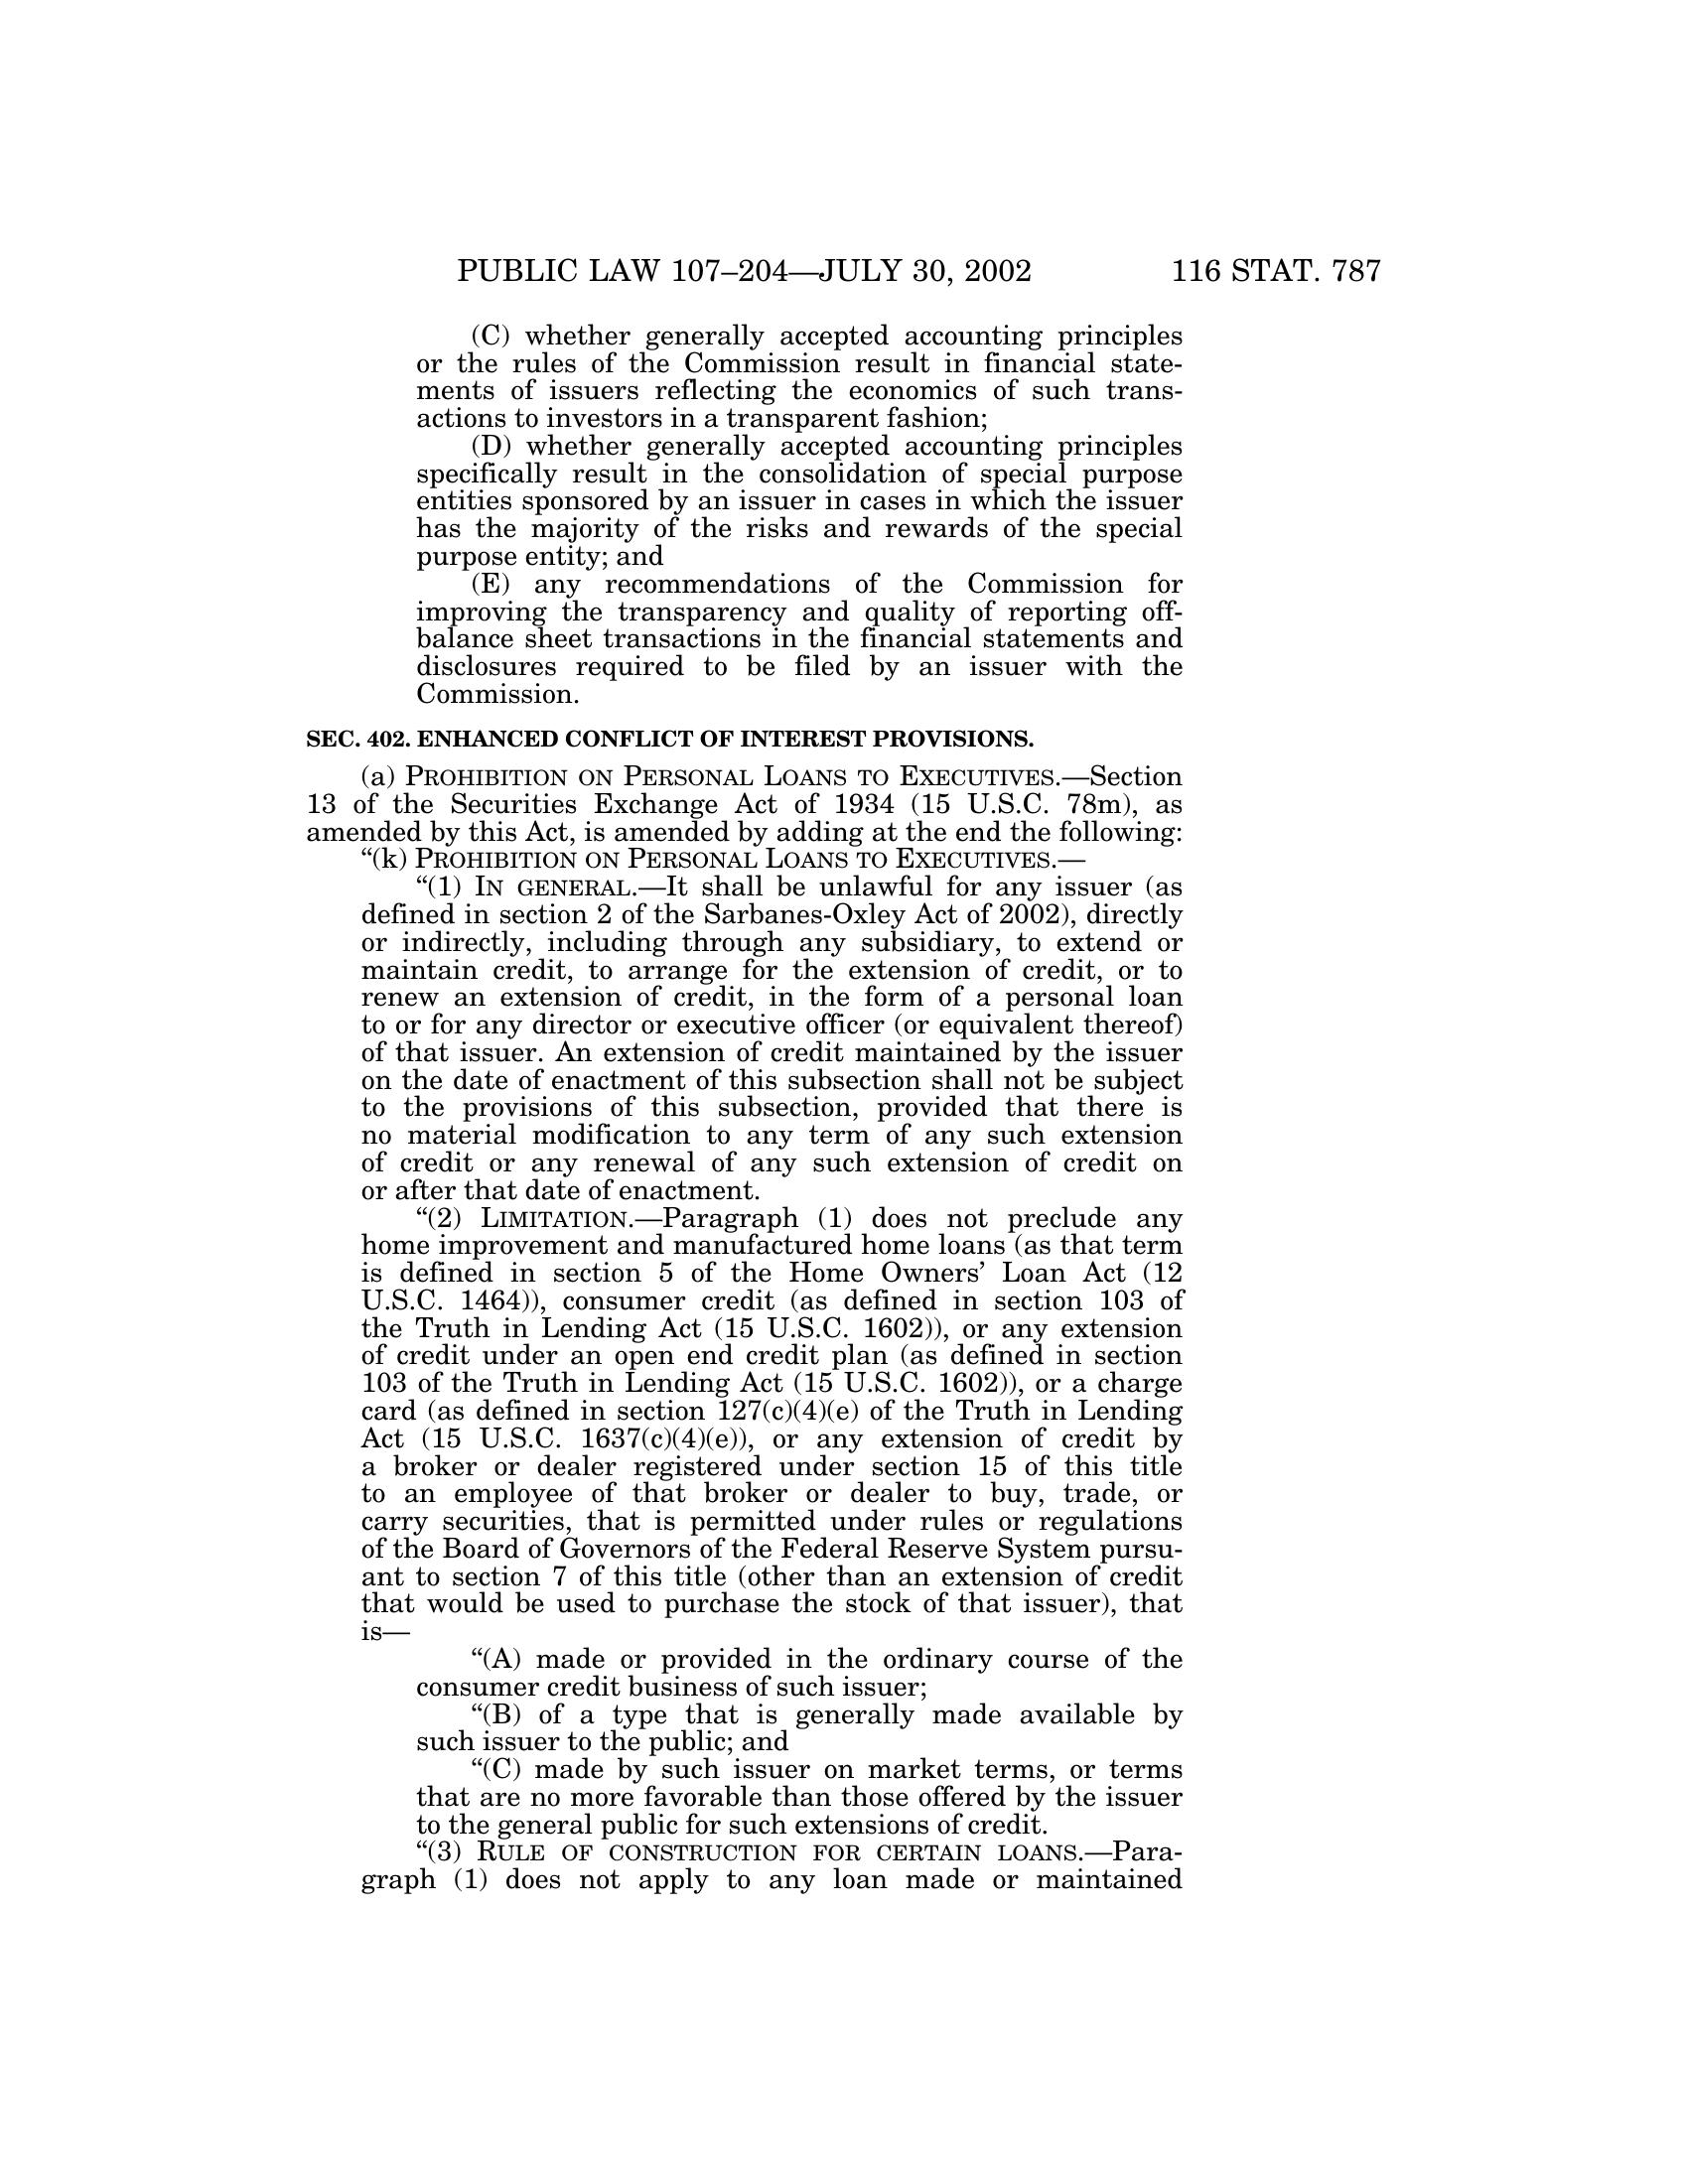 PUBLIC LAW 107–204—JULY 30, 2002 116 STAT. 787
(C) whether generally accepted accounting principles
or the rules of the Commission result in financial state-
ments of issuers reflecting the economics of such trans-
actions to investors in a transparent fashion;
(D) whether generally accepted accounting principles
specifically result in the consolidation of special purpose
entities sponsored by an issuer in cases in which the issuer
has the majority of the risks and rewards of the special
purpose entity; and
(E) any recommendations of the Commission for
improving the transparency and quality of reporting off-
balance sheet transactions in the financial statements and
disclosures required to be filed by an issuer with the
Commission.
SEC. 402. ENHANCED CONFLICT OF INTEREST PROVISIONS.
(a) PROHIBITION ON PERSONAL LOANS TO EXECUTIVES.—Section
13 of the Securities Exchange Act of 1934 (15 U.S.C. 78m), as
amended by this Act, is amended by adding at the end the following:
“(k) PROHIBITION ON PERSONAL LOANS TO EXECUTIVES.—
“(1) IN GENERAL.—It shall be unlawful for any issuer (as
defined in section 2 of the Sarbanes-Oxley Act of 2002), directly
or indirectly, including through any subsidiary, to extend or
maintain credit, to arrange for the extension of credit, or to
renew an extension of credit, in the form of a personal loan
to or for any director or executive officer (or equivalent thereof)
of that issuer. An extension of credit maintained by the issuer
on the date of enactment of this subsection shall not be subject
to the provisions of this subsection, provided that there is
no material modification to any term of any such extension
of credit or any renewal of any such extension of credit on
or after that date of enactment.
“(2) LIMITATION.—Paragraph (1) does not preclude any
home improvement and manufactured home loans (as that term
is defined in section 5 of the Home Owners’ Loan Act (12
U.S.C. 1464)), consumer credit (as defined in section 103 of
the Truth in Lending Act (15 U.S.C. 1602)), or any extension
of credit under an open end credit plan (as defined in section
103 of the Truth in Lending Act (15 U.S.C. 1602)), or a charge
card (as defined in section 127(c)(4)(e) of the Truth in Lending
Act (15 U.S.C. 1637(c)(4)(e)), or any extension of credit by
a broker or dealer registered under section 15 of this title
to an employee of that broker or dealer to buy, trade, or
carry securities, that is permitted under rules or regulations
of the Board of Governors of the Federal Reserve System pursu-
ant to section 7 of this title (other than an extension of credit
that would be used to purchase the stock of that issuer), that
is—
“(A) made or provided in the ordinary course of the
consumer credit business of such issuer;
“(B) of a type that is generally made available by
such issuer to the public; and
“(C) made by such issuer on market terms, or terms
that are no more favorable than those offered by the issuer
to the general public for such extensions of credit.
“(3) RULE OF CONSTRUCTION FOR CERTAIN LOANS.—Para-
graph (1) does not apply to any loan made or maintained